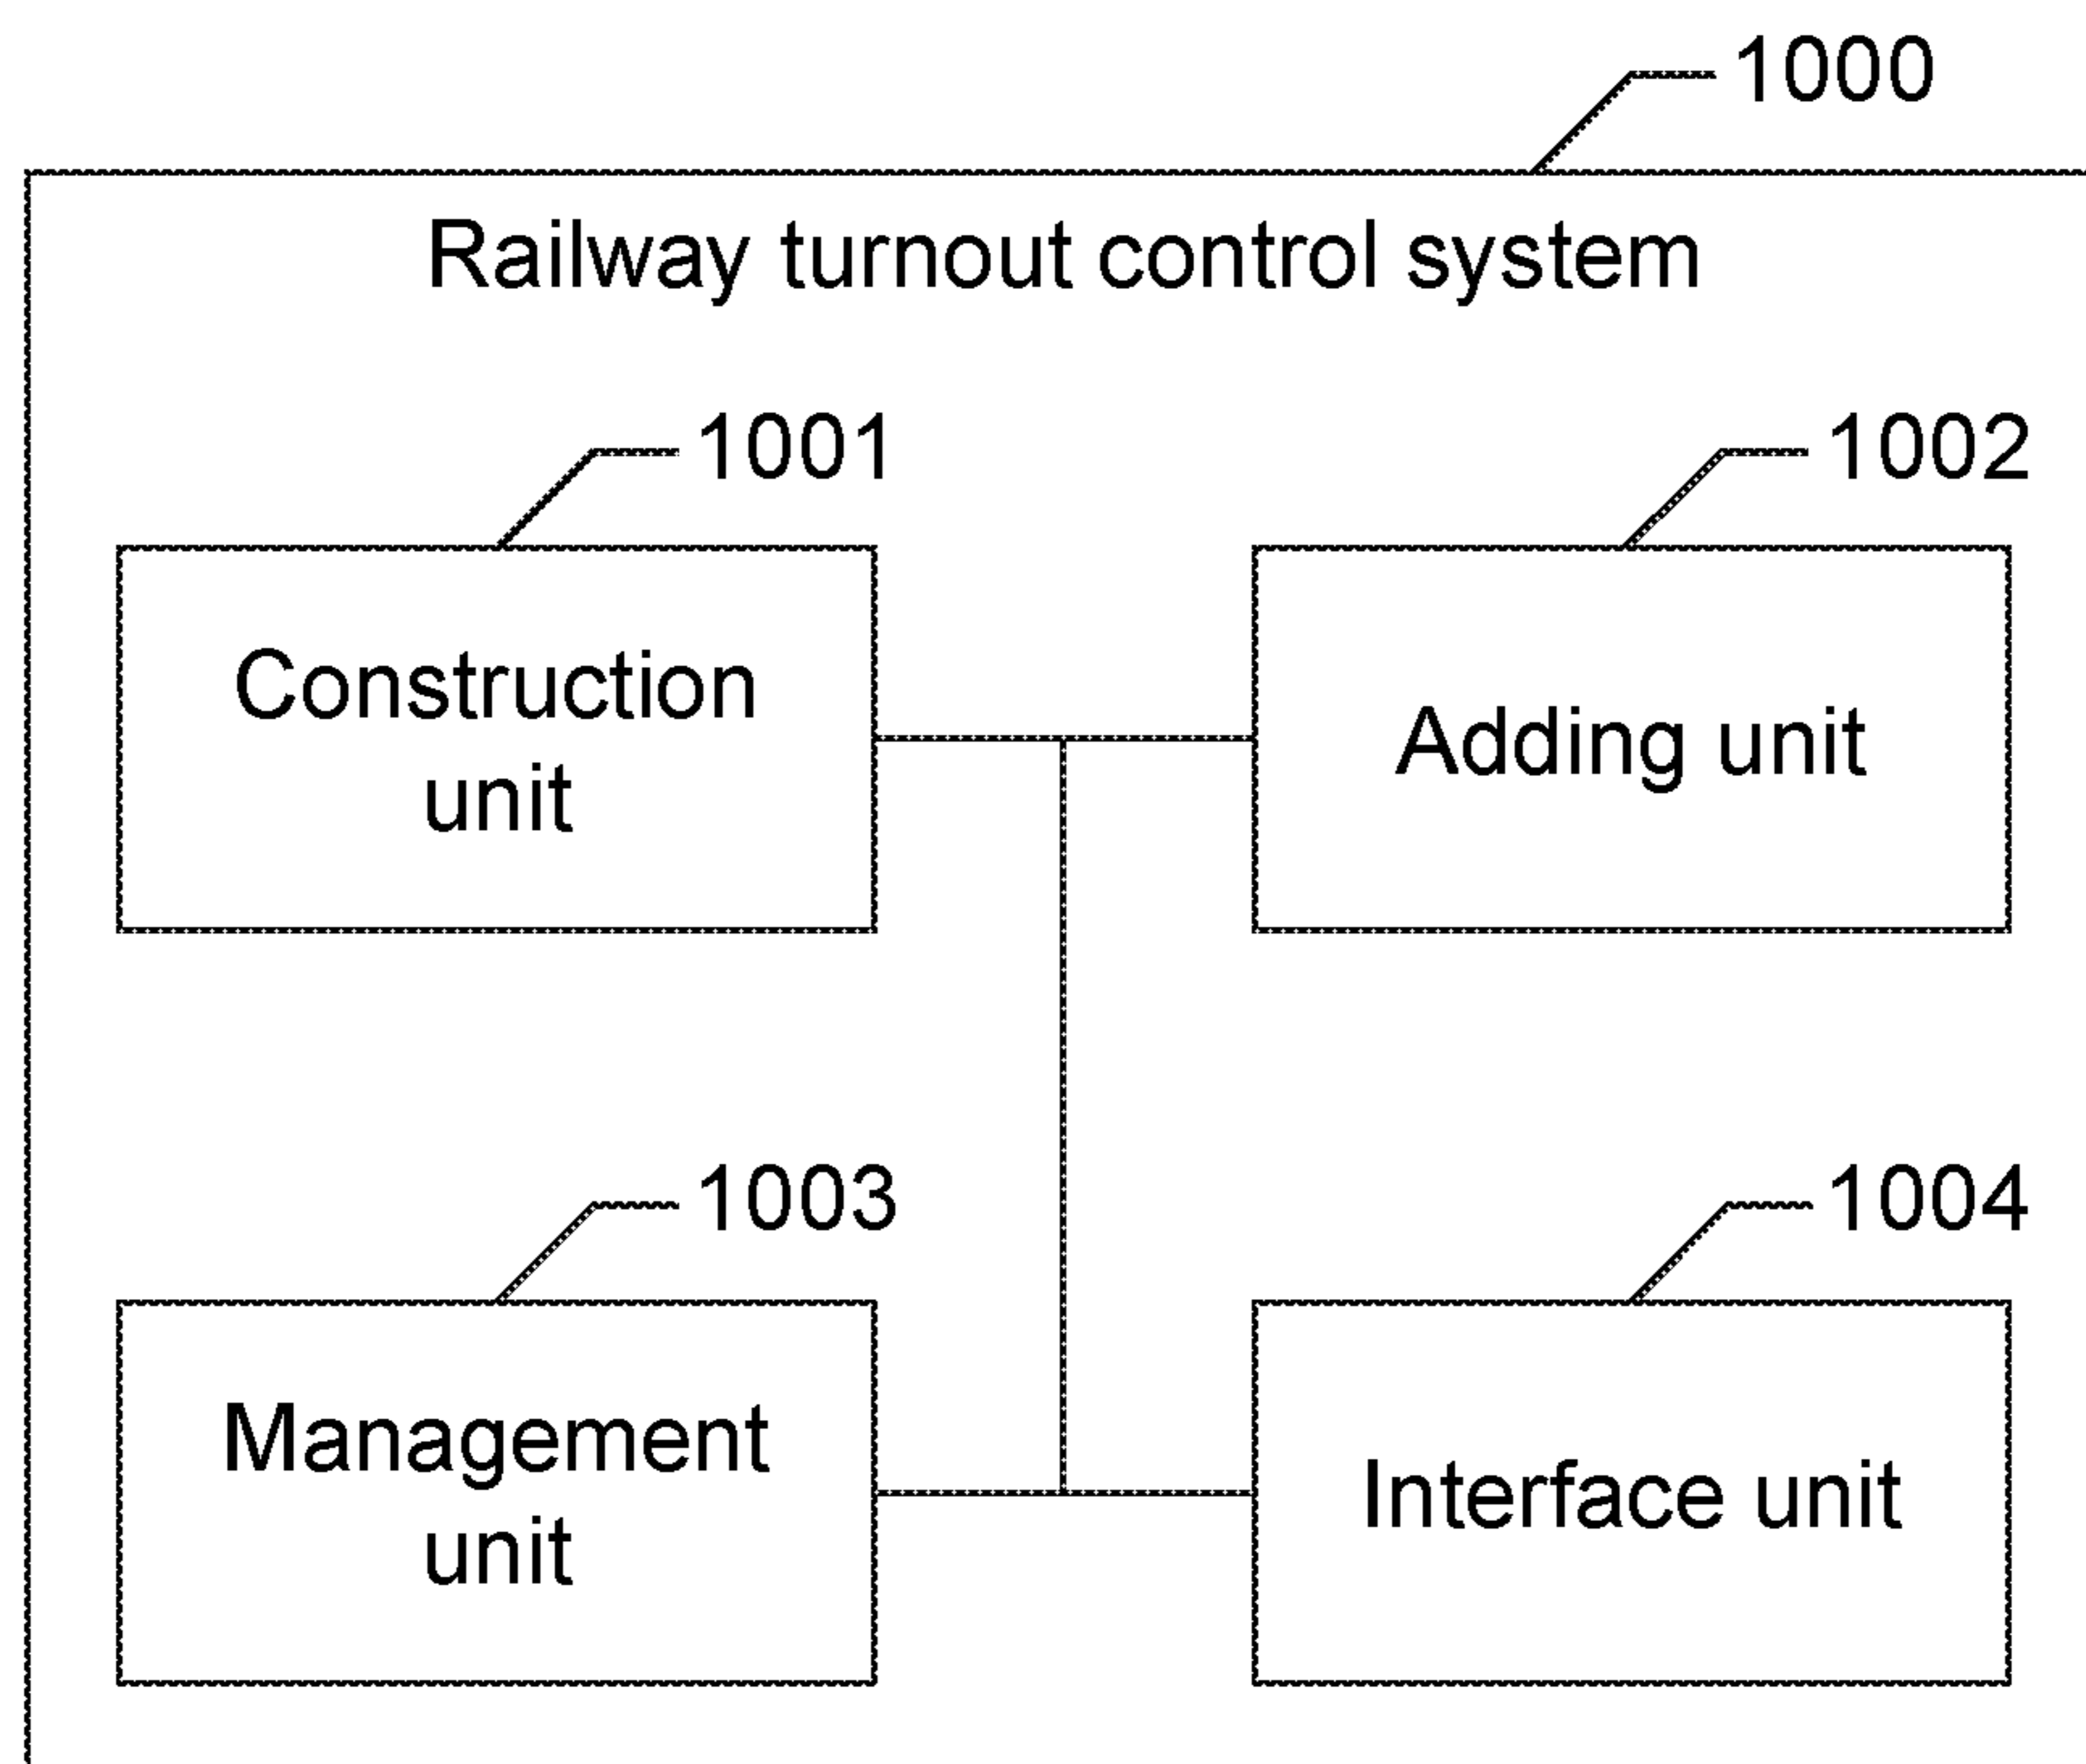 1000
Railway turnout control system
1001
1002
Construction
unit
Adding unit
1003
1004
Management
unit
Interface unit